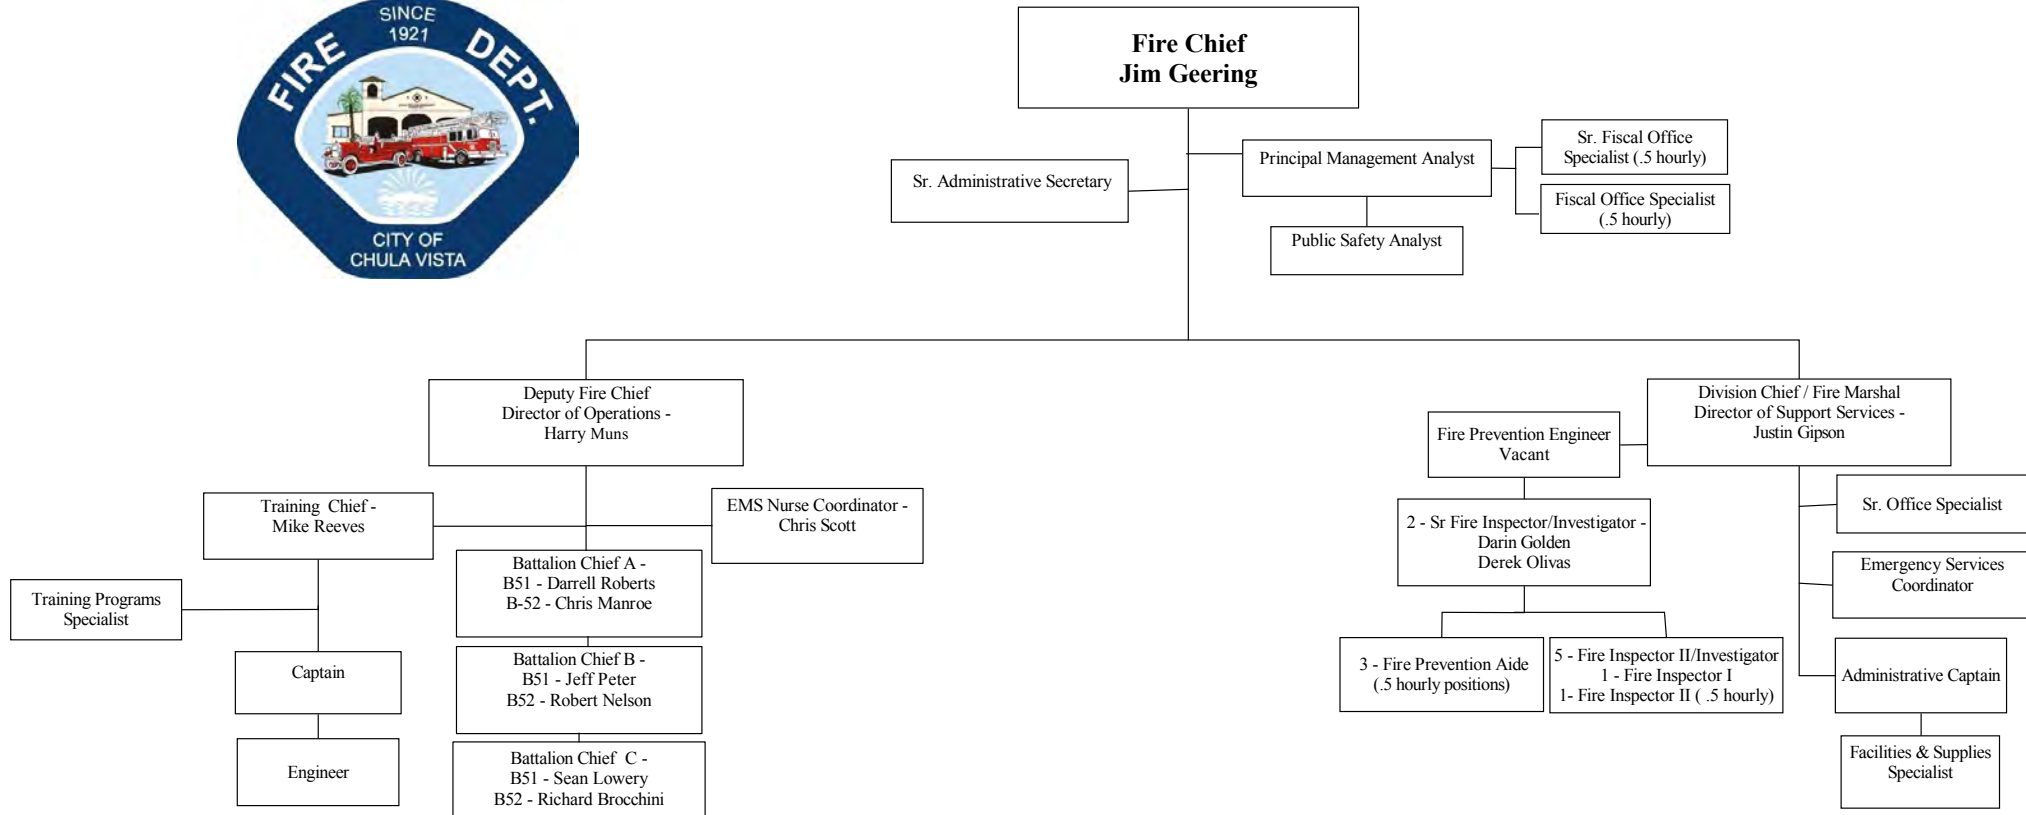 SINCE
1921
FIRE DEPT.
CITY OF
CHULA VISTA
Fire Chief
Jim Geering
Sr. Administrative Secretary
Principal Management Analyst
Sr. Fiscal Office
Specialist (.5 hourly)
Fiscal Office Specialist
(.5 hourly)
Public Safety Analyst
Deputy Fire Chief
Director of Operations -
Harry Muns
Training Chief -
Mike Reeves
EMS Nurse Coordinator -
Chris Scott
Training Programs
Specialist
Captain
Engineer
Battalion Chief A -
B51 - Darrell Roberts
B-52 - Chris Manroe
Battalion Chief B -
B51 - Jeff Peter
B52 - Robert Nelson
Battalion Chief C -
B51 - Sean Lowery
B52 - Richard Brocchini
Division Chief / Fire Marshal
Director of Support Services -
Justin Gipson
Fire Prevention Engineer
Vacant
2 - Sr Fire Inspector/Investigator -
Darin Golden
Derek Olivas
3 - Fire Prevention Aide
(.5 hourly positions)
5 - Fire Inspector II/Investigator
1 - Fire Inspector I
1- Fire Inspector II ( .5 hourly)
Sr. Office Specialist
Emergency Services
Coordinator
Administrative Captain
Facilities & Supplies
Specialist